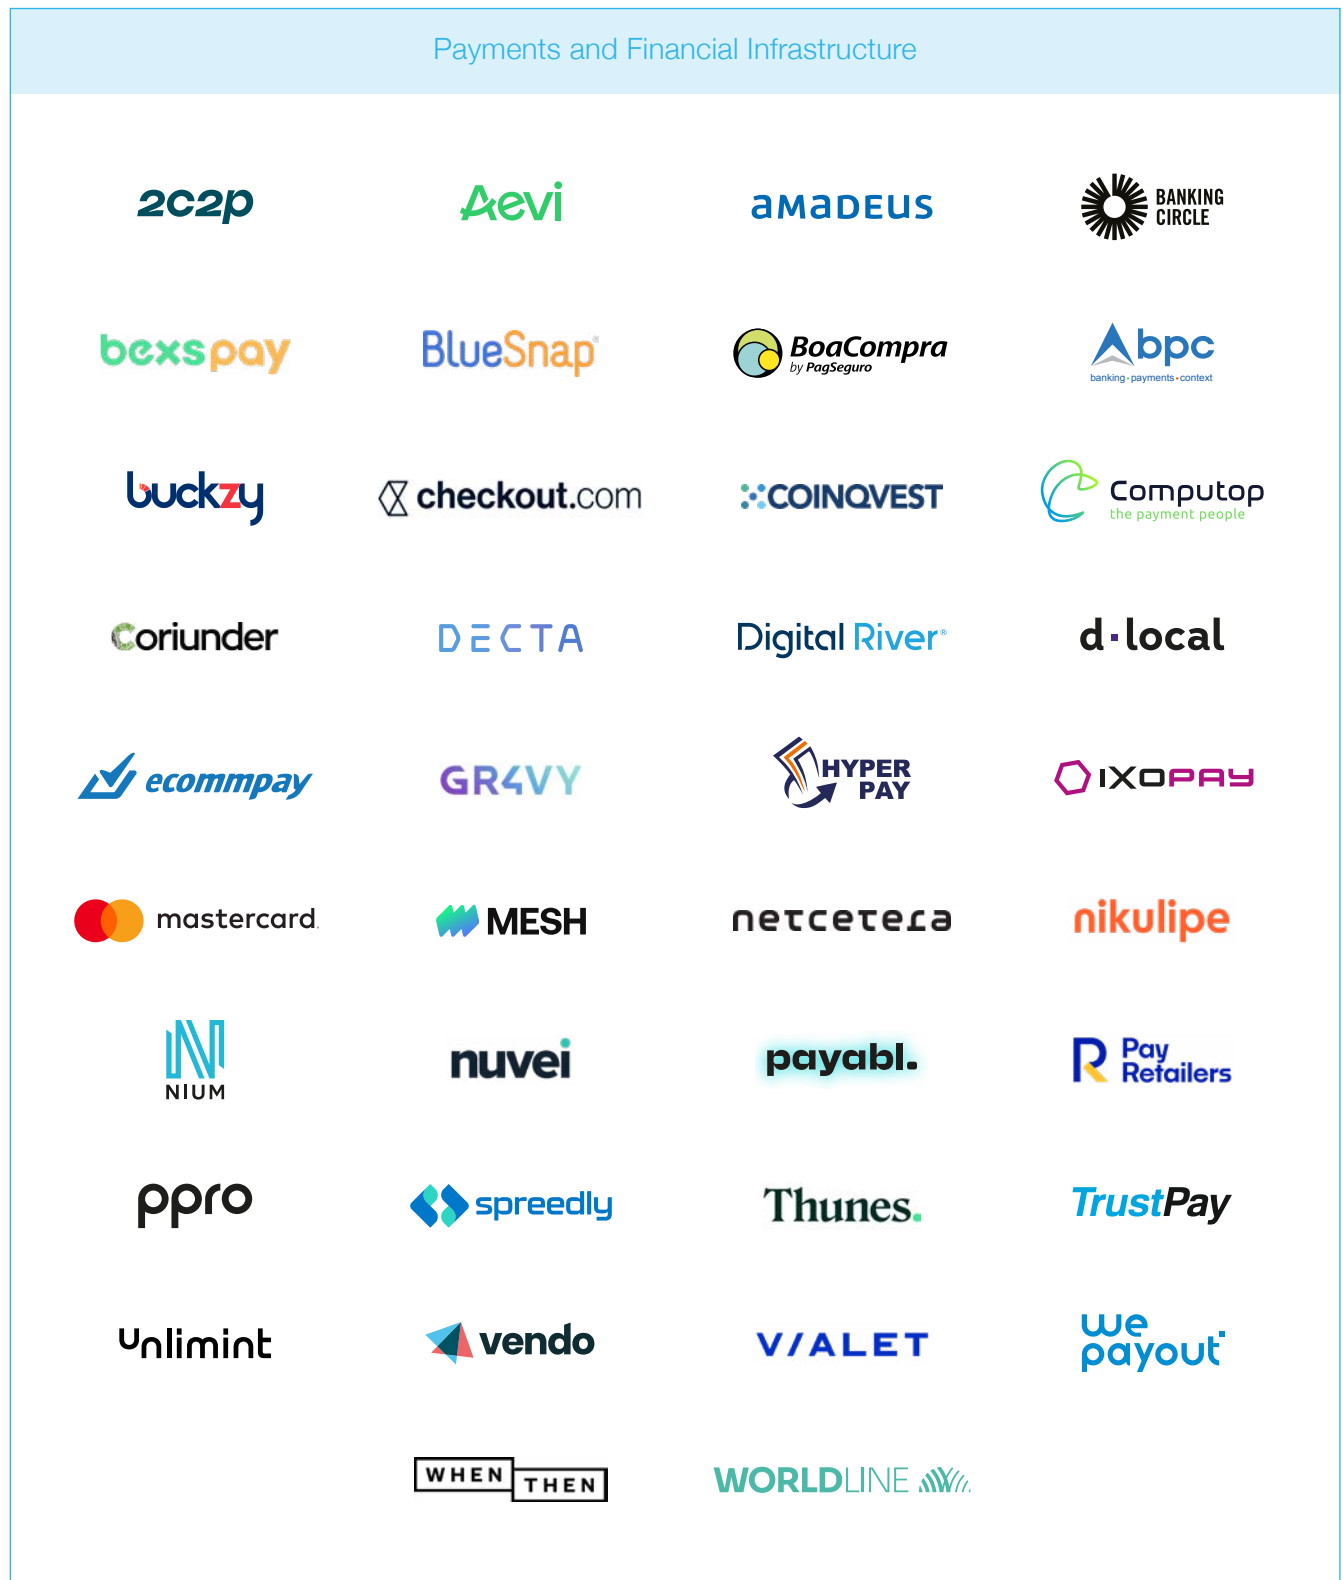 Payments and Financial Infrastructure
2c2p
Aevi
aMaDEUS
BANKING
CIRCLE
bexs pay
BlueSnap®
BoaCompra
by PagSeguro
bpc
banking • payments • context
buckzy
checkout.com
COINQVEST
Computop
the payment people
Coriunder
DECTA
Digital River®
d·local
ecommpay
GR4VY
HYPER
PAY
iXOPAY
mastercard.
MESH
netcetera
nikulipe
NIUM
nuvei
payabl.
Pay
Retailers
ppro
spreedly
Thunes.
TrustPay
Unlimint
vendo
V/ALET
we
payout
WHEN
THEN
WORLDLINE